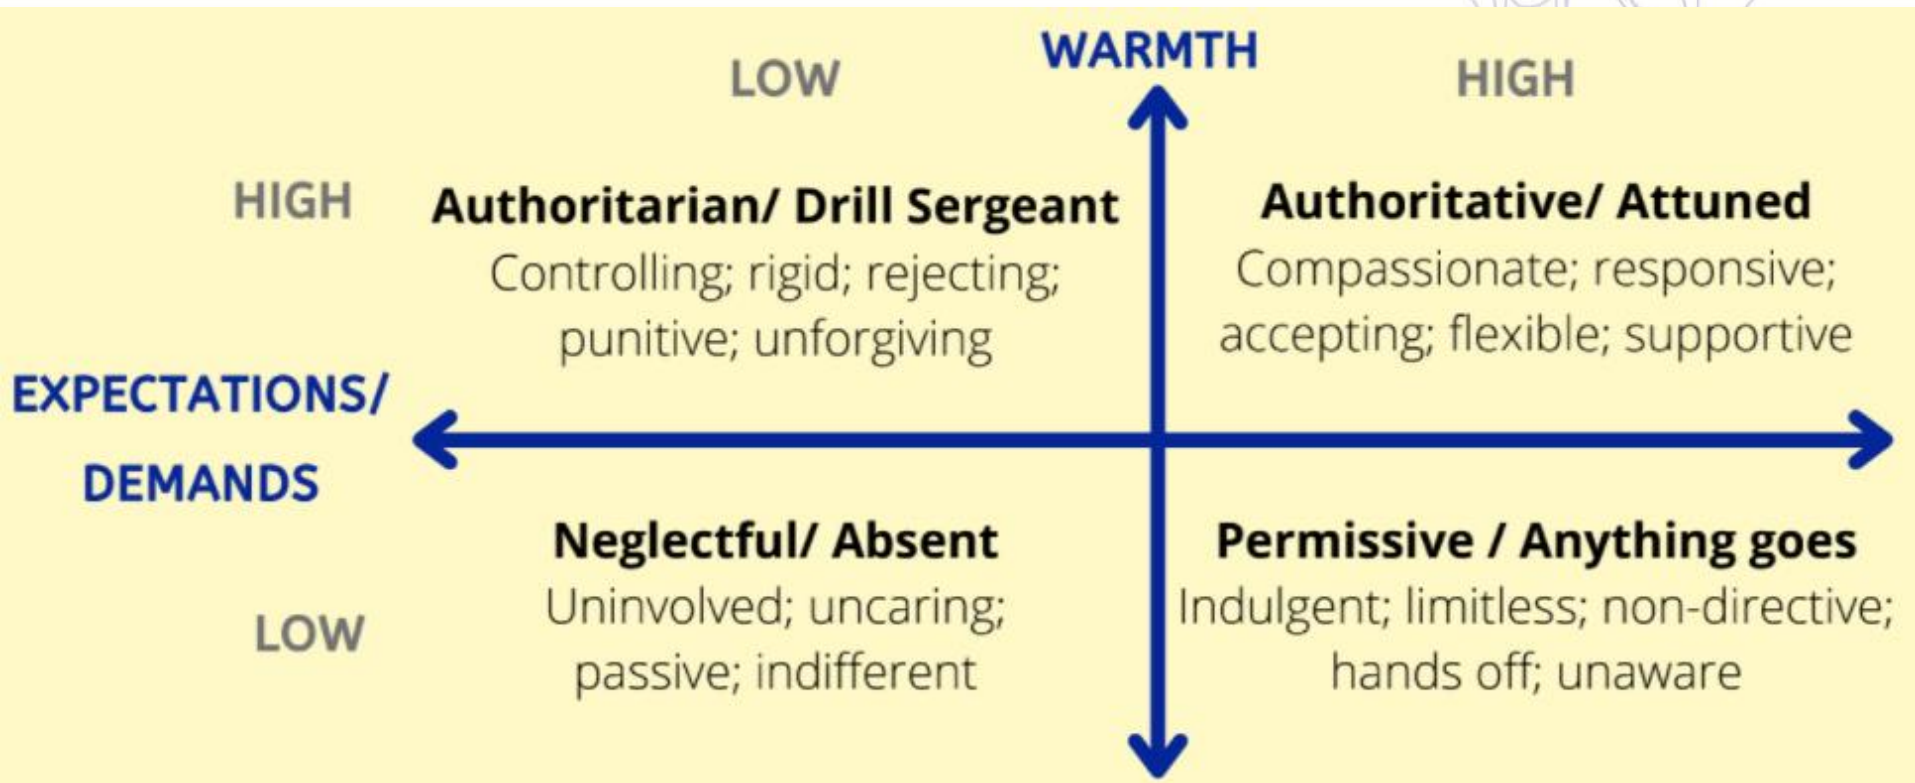 WARMTH
LOW
HIGH
HIGH
Authoritarian/ Drill Sergeant
Controlling; rigid; rejecting;
punitive; unforgiving
Authoritative/ Attuned
Compassionate; responsive;
accepting; flexible; supportive
EXPECTATIONS/
DEMANDS
LOW
Neglectful/ Absent
Uninvolved; uncaring;
passive; indifferent
Permissive / Anything goes
Indulgent; limitless; non-directive;
hands off; unaware